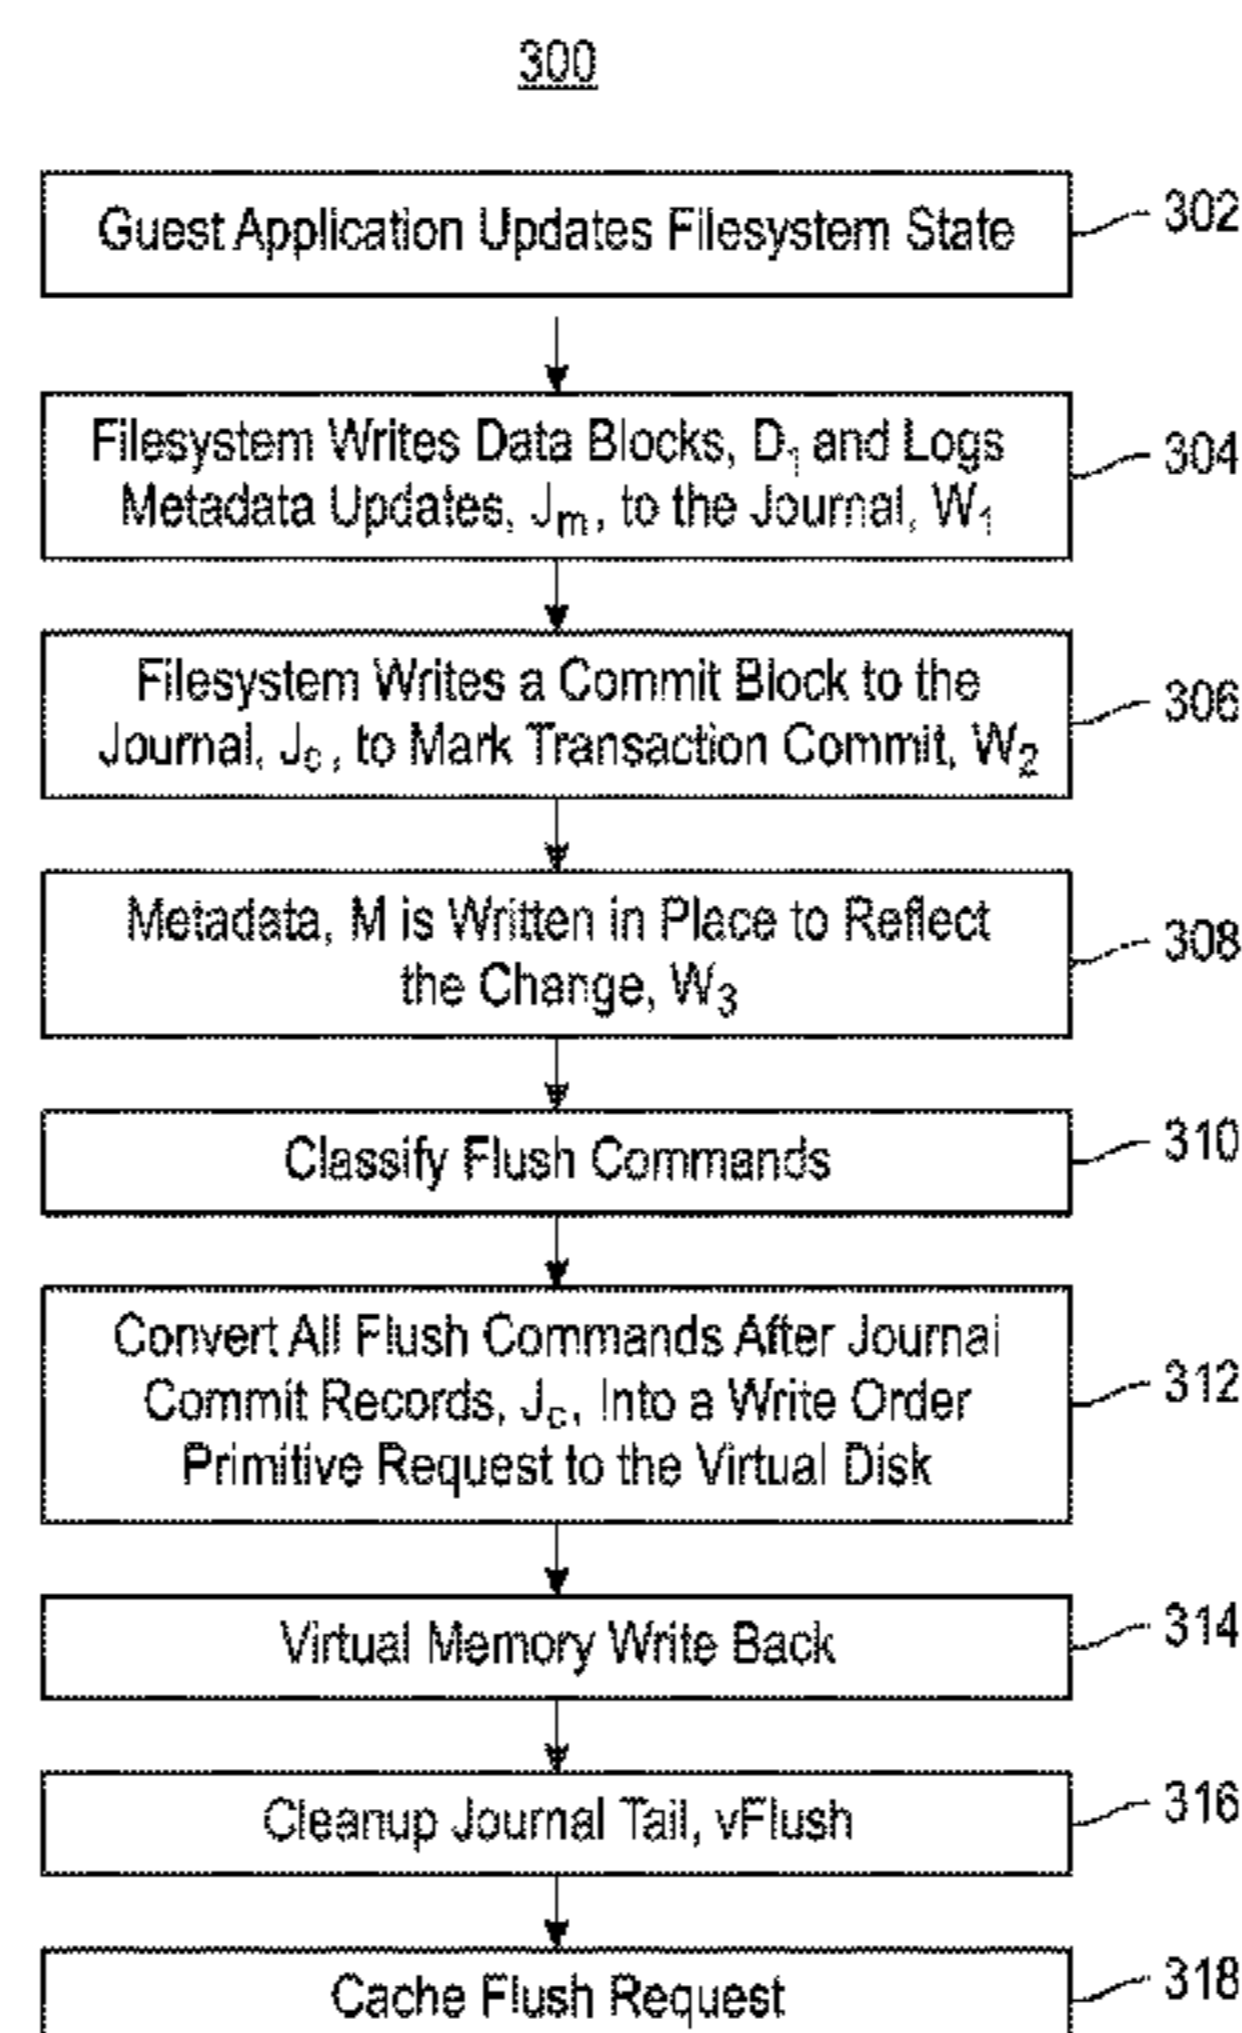 300
Guest Application Updates Filesystem State
302
Filesystem Writes Data Blocks, D₁ and Logs
Metadata Updates, Jₘ, to the Journal, W₁
304
Filesystem Writes a Commit Block to the
Journal, J꜀, to Mark Transaction Commit, W₂
306
Metadata, M is Written in Place to Reflect
the Change, W₃
308
Classify Flush Commands
310
Convert All Flush Commands After Journal
Commit Records, J꜀, Into a Write Order
Primitive Request to the Virtual Disk
312
Virtual Memory Write Back
314
Cleanup Journal Tail, vFlush
316
Cache Flush Request
318